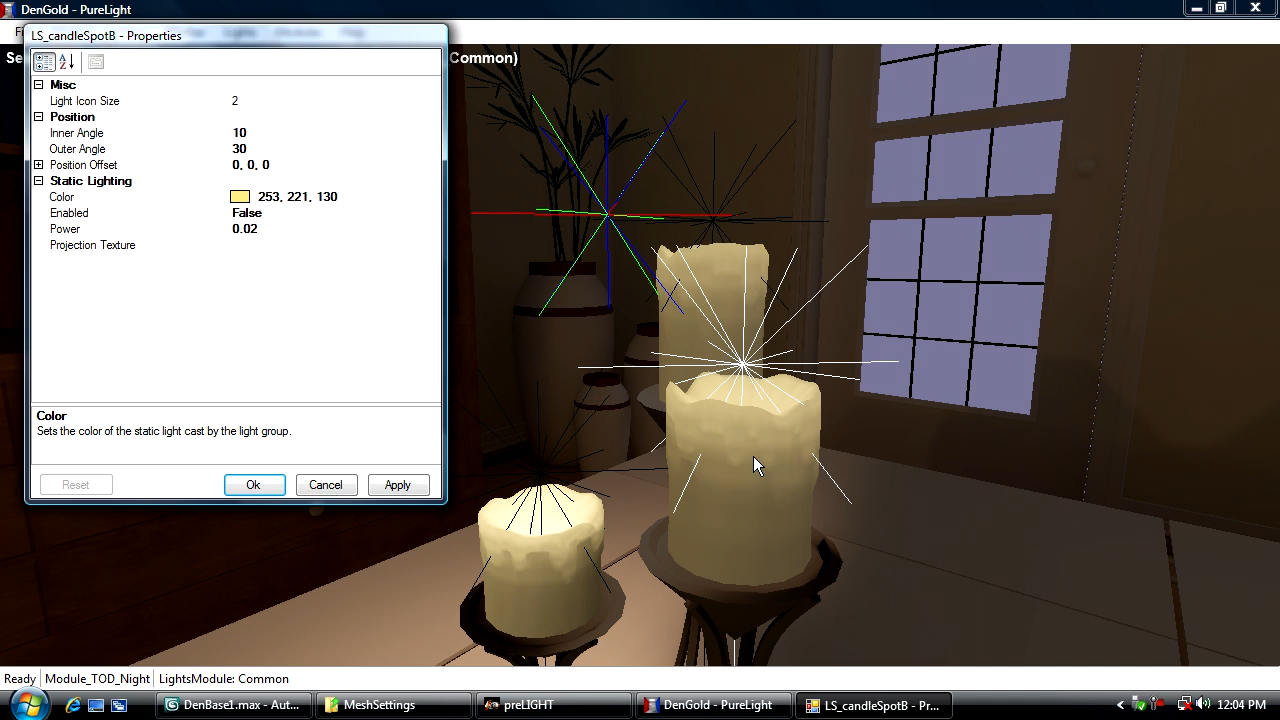 DenGold - PureLight
LS_candleSpotB - Properties
Common)
Misc
Light Icon Size 2
Position
Inner Angle 10
Outer Angle 30
Position Offset 0, 0, 0
Static Lighting
Color 253, 221, 130
Enabled False
Power 0.02
Projection Texture
Color
Sets the color of the static light cast by the light group.
Reset Ok Cancel Apply
Ready Module_TOD_Night LightsModule: Common
DenBase1.max - Aut... MeshSettings preLIGHT DenGold - PureLight LS_candleSpotB - Pr... 12:04 PM